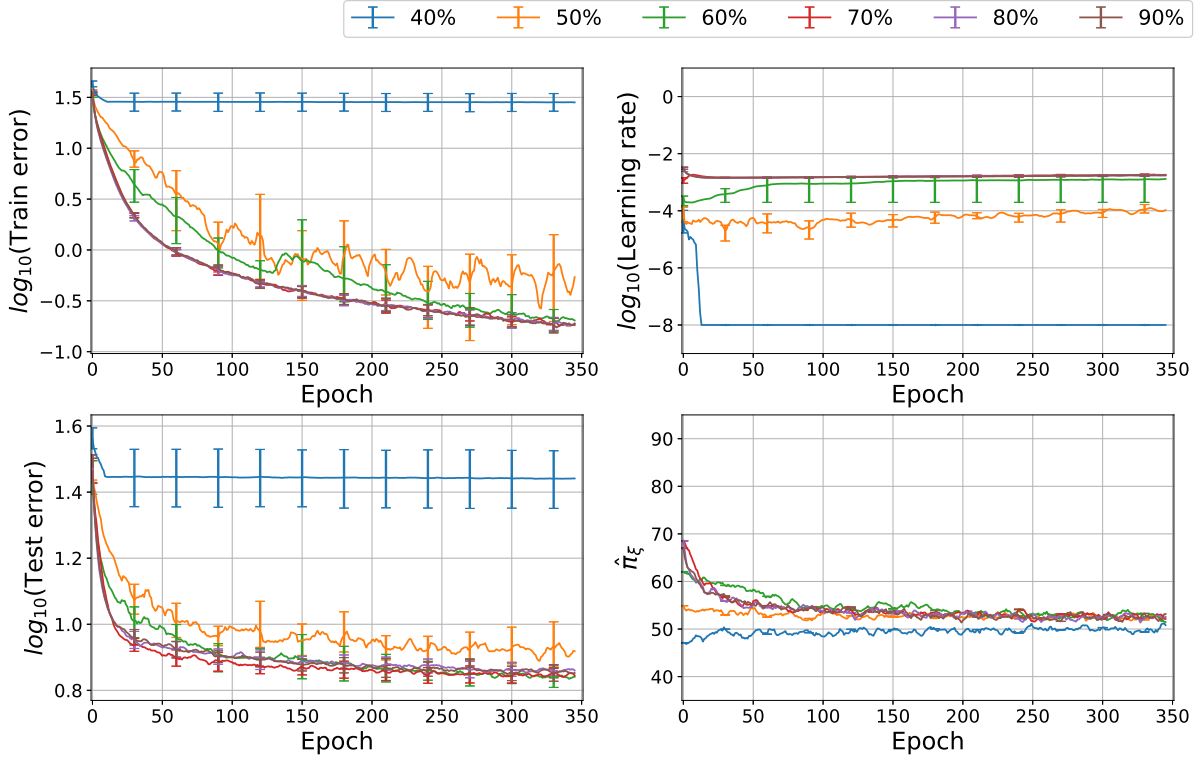 40% 50% 60% 70% 80% 90%
log10(Train error)
1.5
1.0
0.5
0.0
−0.5
−1.0
0 50 100 150 200 250 300 350
Epoch
log10(Learning rate)
0
−2
−4
−6
−8
0 50 100 150 200 250 300 350
Epoch
log10(Test error)
1.6
1.4
1.2
1.0
0.8
0 50 100 150 200 250 300 350
Epoch
π̂ξ
90
80
70
60
50
40
0 50 100 150 200 250 300 350
Epoch